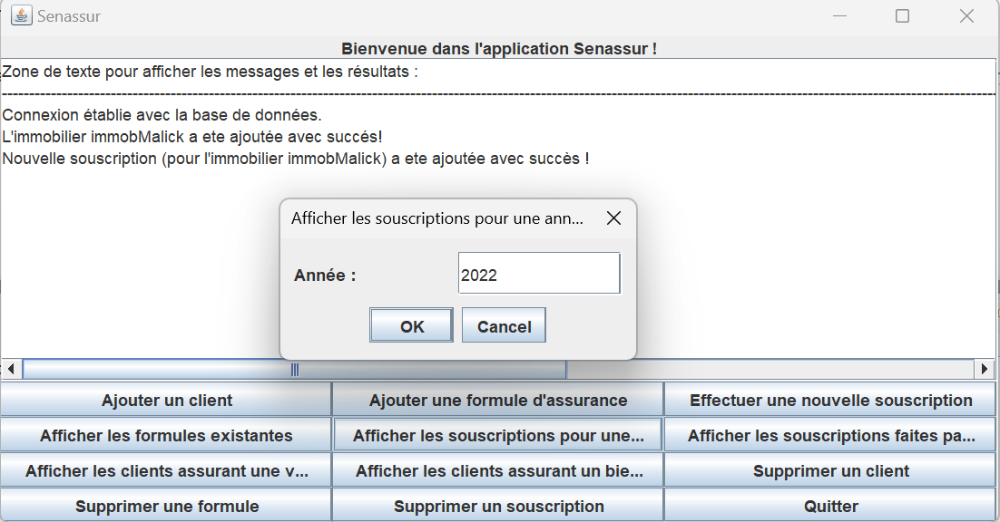 Senassur
Bienvenue dans l'application Senassur !
Zone de texte pour afficher les messages et les résultats :
Connexion établie avec la base de données.
L'immobilier immobMalick a ete ajoutée avec succés!
Nouvelle souscription (pour l'immobilier immobMalick) a ete ajoutée avec succès !
Afficher les souscriptions pour une ann...
Année :
2022
OK
Cancel
Ajouter un client
Ajouter une formule d'assurance
Effectuer une nouvelle souscription
Afficher les formules existantes
Afficher les souscriptions pour une...
Afficher les souscriptions faites pa...
Afficher les clients assurant une v...
Afficher les clients assurant un bie...
Supprimer un client
Supprimer une formule
Supprimer un souscription
Quitter